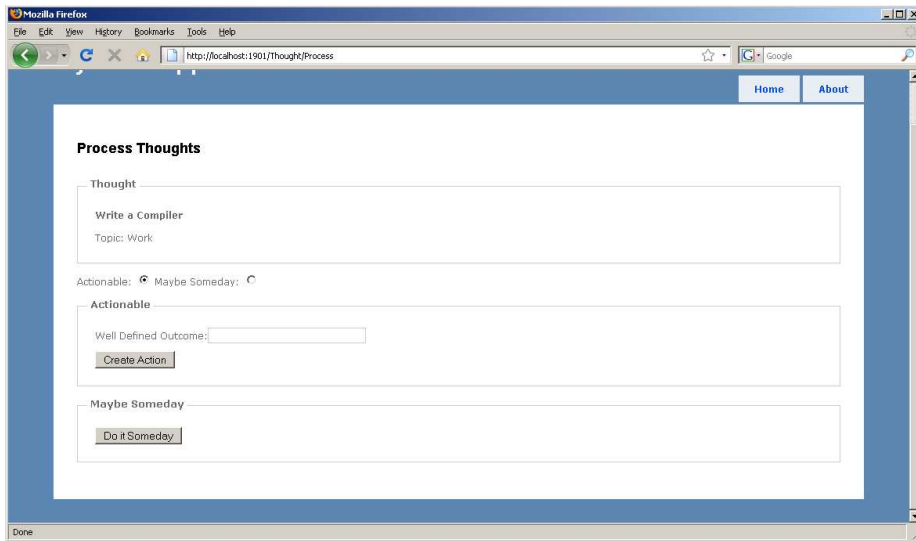 Mozilla Firefox
File Edit View History Bookmarks Tools Help
http://localhost:1901/Thought/Process
G Google
Home About
Process Thoughts
Thought
Write a Compiler
Topic: Work
Actionable: Maybe Someday:
Actionable
Well Defined Outcome:
Create Action
Maybe Someday
Do it Someday
Done